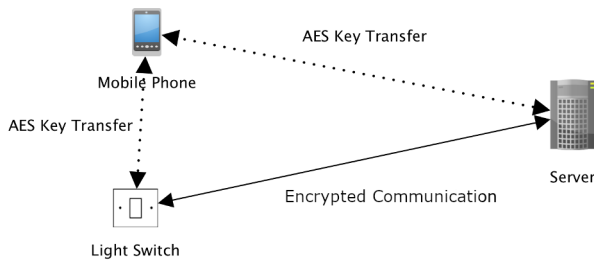 AES Key Transfer
Mobile Phone
AES Key Transfer
Server
Encrypted Communication
Light Switch